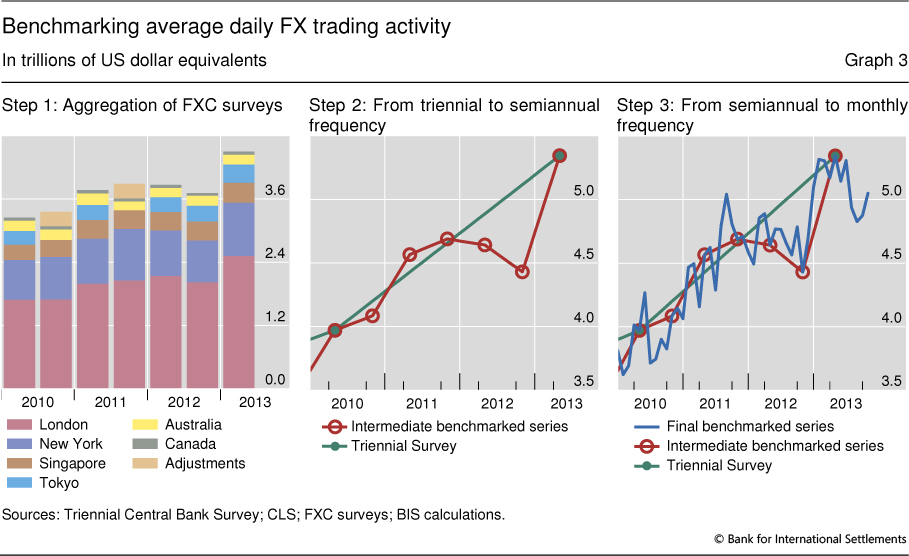 Benchmarking average daily FX trading activity
In trillions of US dollar equivalents
Graph 3
Step 1: Aggregation of FXC surveys
3.6
2.4
1.2
0.0
2010
2011
2012
2013
London
New York
Singapore
Tokyo
Australia
Canada
Adjustments
Step 2: From triennial to semiannual
frequency
5.0
4.5
4.0
3.5
2010
2011
2012
2013
Intermediate benchmarked series
Triennial Survey
Step 3: From semiannual to monthly
frequency
5.0
4.5
4.0
3.5
2010
2011
2012
2013
Final benchmarked series
Intermediate benchmarked series
Triennial Survey
Sources: Triennial Central Bank Survey; CLS; FXC surveys; BIS calculations.
© Bank for International Settlements